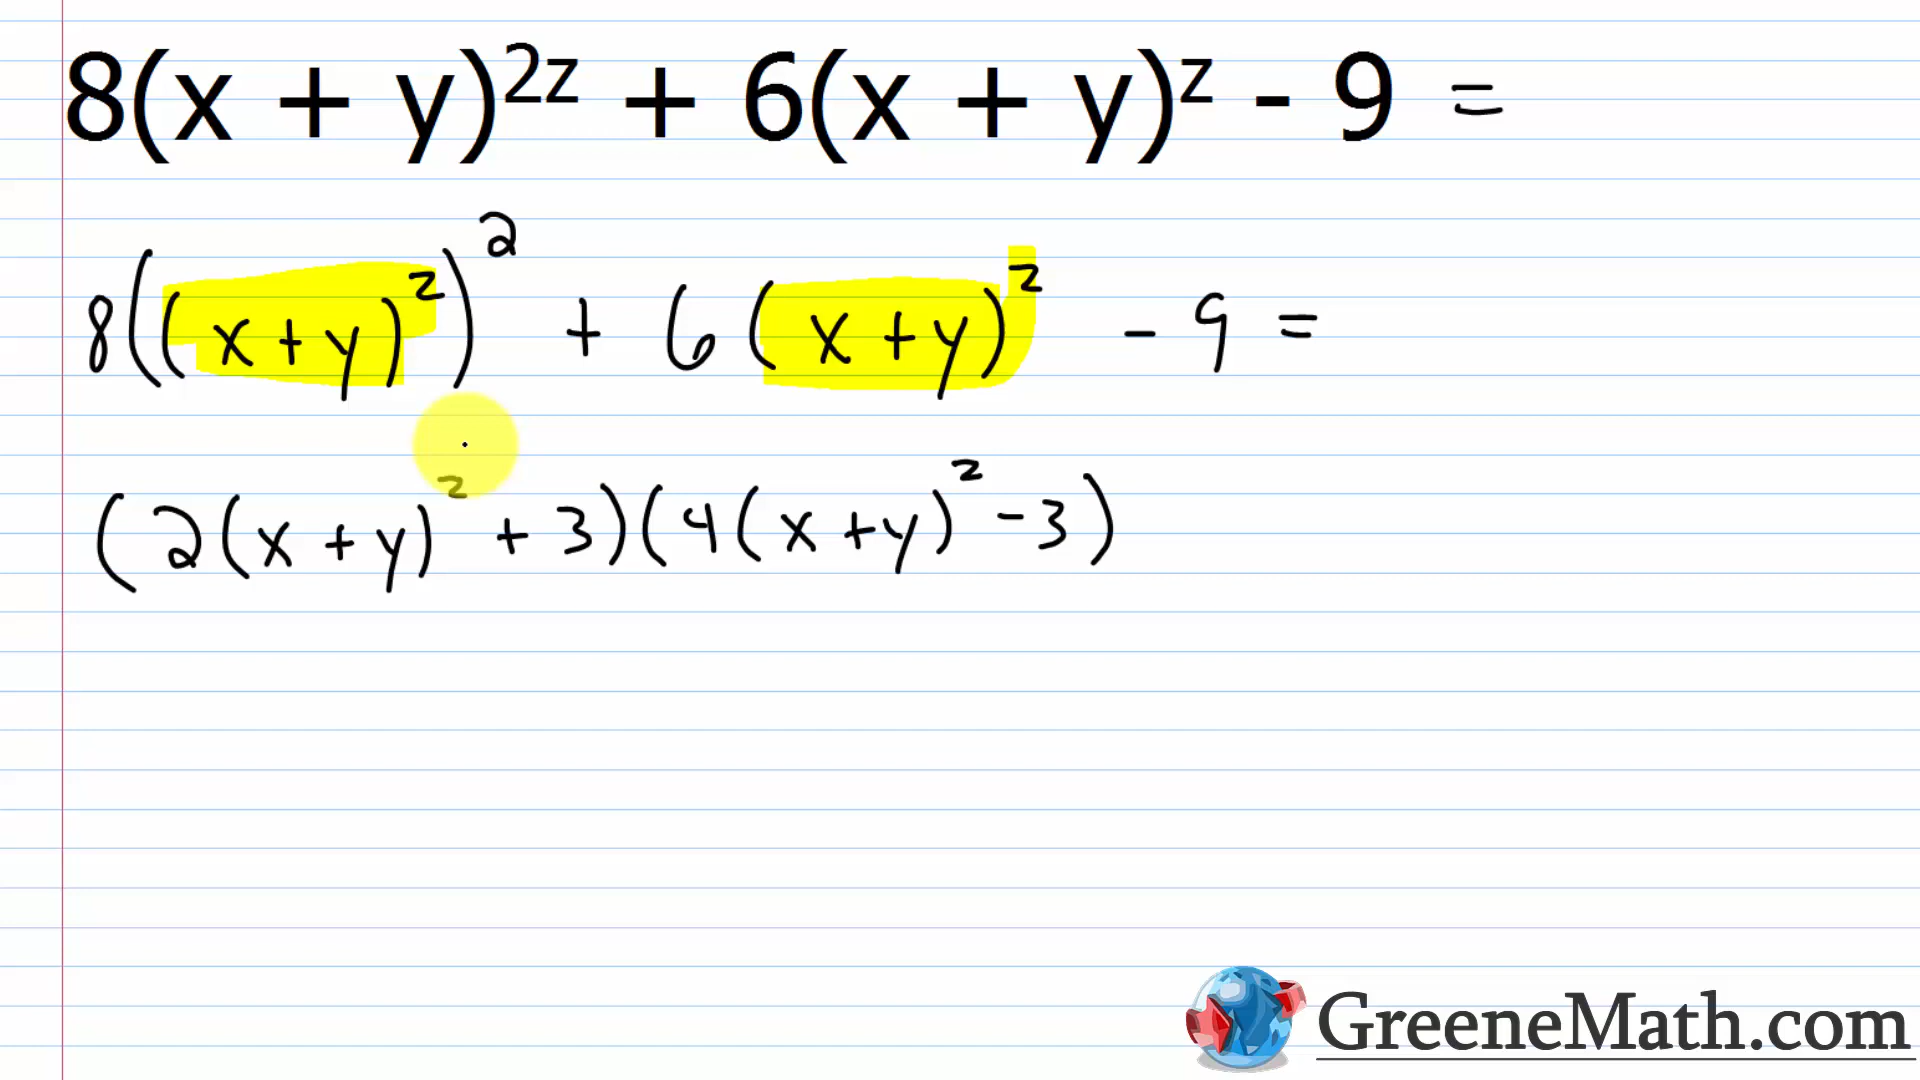 8(x + y)^2z + 6(x + y)^z - 9 =
8((x+y)^z)^2 + 6(x+y)^z - 9 =
(2(x+y)^z + 3)(4(x+y)^z - 3)
GreeneMath.com